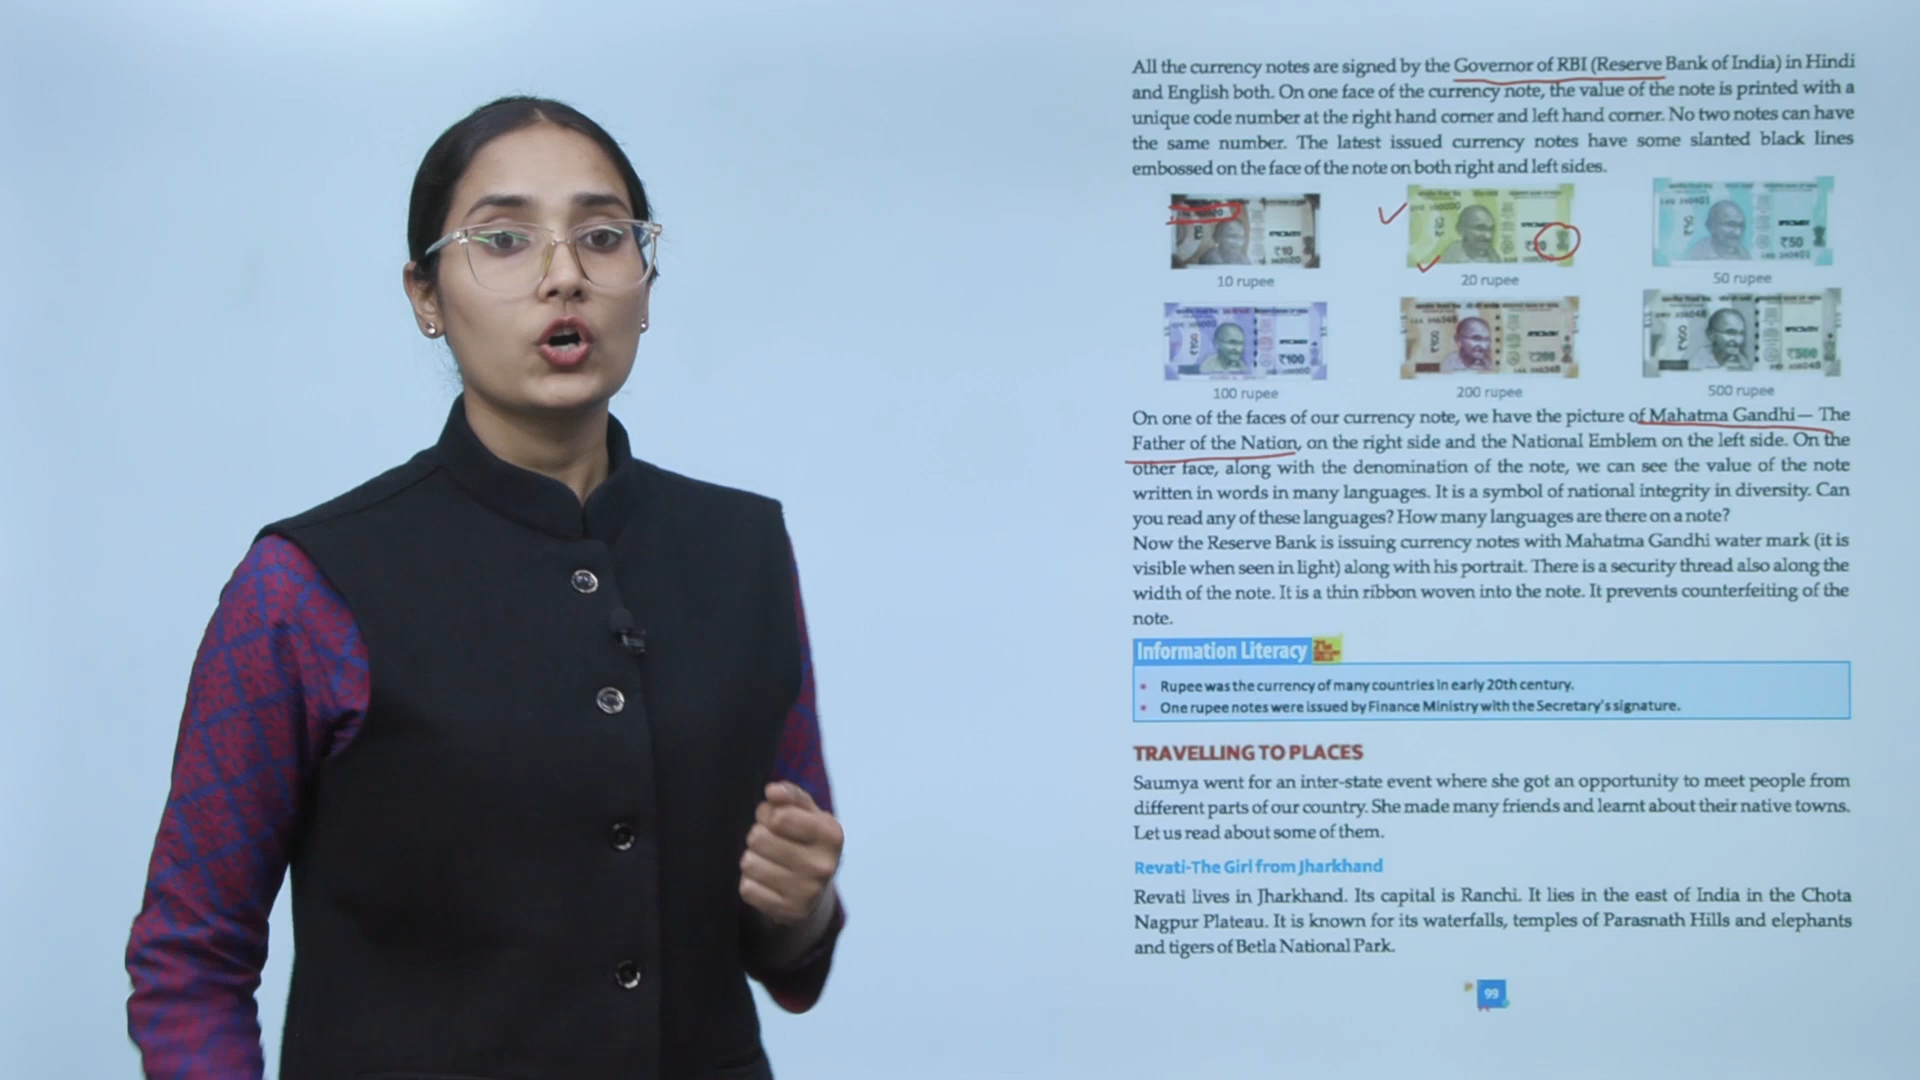 All the currency notes are signed by the Governor of RBI (Reserve Bank of India) in Hindi
and English both. On one face of the currency note, the value of the note is printed with a
unique code number at the right hand corner and left hand corner. No two notes can have
the same number. The latest issued currency notes have some slanted black lines
embossed on the face of the note on both right and left sides.
₹10
₹50
10 rupee
20 rupee
50 rupee
₹100
₹200
₹500
100 rupee
200 rupee
500 rupee
On one of the faces of our currency note, we have the picture of Mahatma Gandhi— The
Father of the Nation, on the right side and the National Emblem on the left side. On the
other face, along with the denomination of the note, we can see the value of the note
written in words in many languages. It is a symbol of national integrity in diversity. Can
you read any of these languages? How many languages are there on a note?
Now the Reserve Bank is issuing currency notes with Mahatma Gandhi water mark (it is
visible when seen in light) along with his portrait. There is a security thread also along the
width of the note. It is a thin ribbon woven into the note. It prevents counterfeiting of the
note.
Information Literacy
• Rupee was the currency of many countries in early 20th century.
• One rupee notes were issued by Finance Ministry with the Secretary's signature.
TRAVELLING TO PLACES
Saumya went for an inter-state event where she got an opportunity to meet people from
different parts of our country. She made many friends and learnt about their native towns.
Let us read about some of them.
Revati-The Girl from Jharkhand
Revati lives in Jharkhand. Its capital is Ranchi. It lies in the east of India in the Chota
Nagpur Plateau. It is known for its waterfalls, temples of Parasnath Hills and elephants
and tigers of Betla National Park.
99